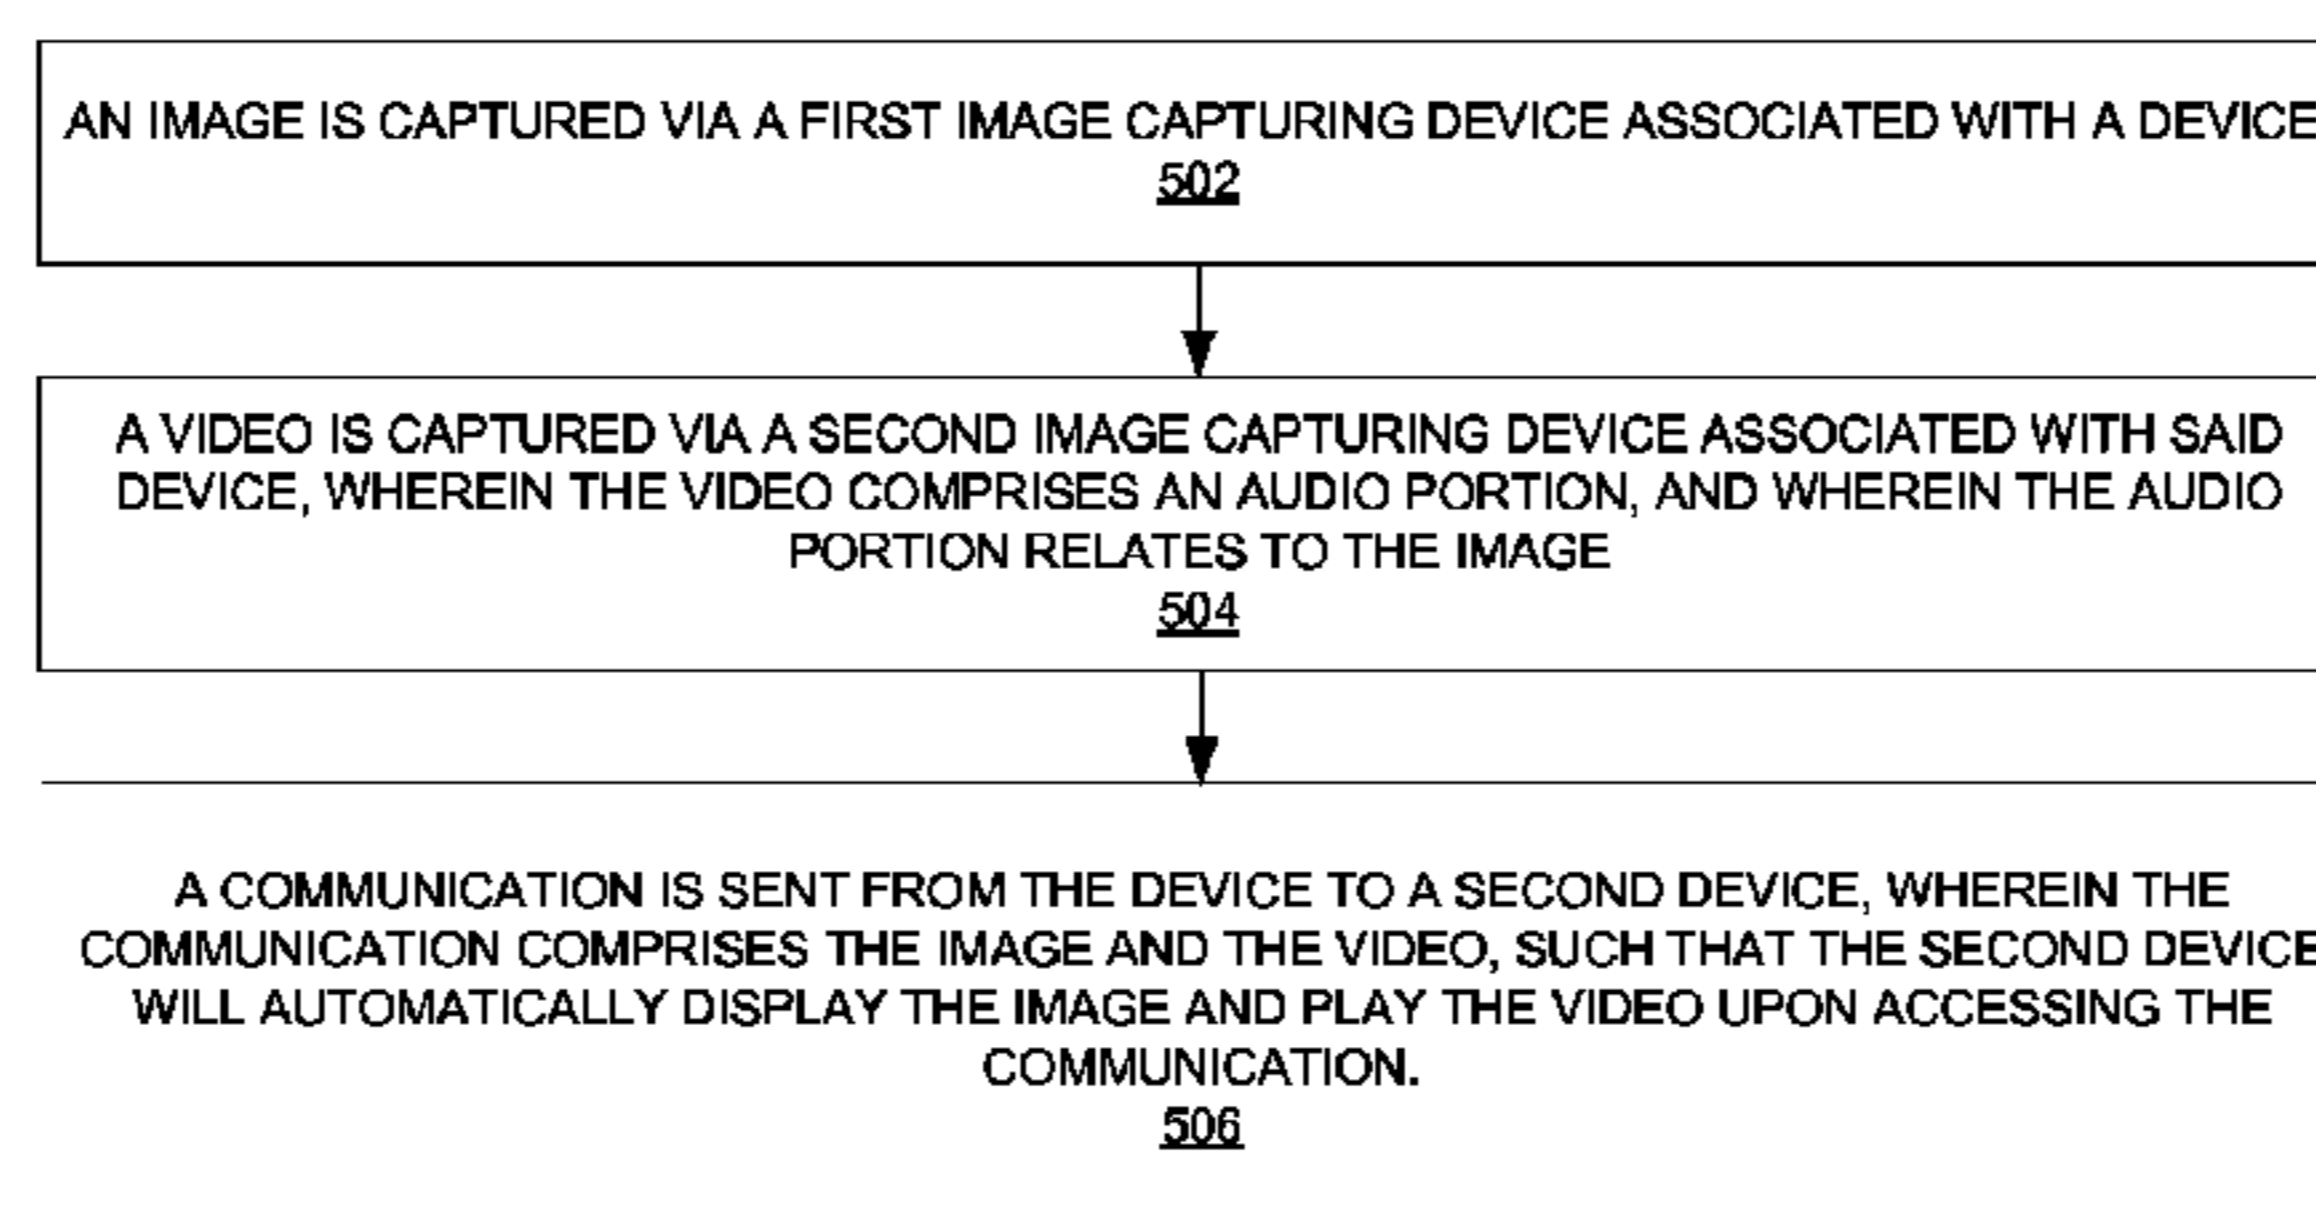 AN IMAGE IS CAPTURED VIA A FIRST IMAGE CAPTURING DEVICE ASSOCIATED WITH A DEVICE
502
A VIDEO IS CAPTURED VIA A SECOND IMAGE CAPTURING DEVICE ASSOCIATED WITH SAID
DEVICE, WHEREIN THE VIDEO COMPRISES AN AUDIO PORTION, AND WHEREIN THE AUDIO
PORTION RELATES TO THE IMAGE
504
A COMMUNICATION IS SENT FROM THE DEVICE TO A SECOND DEVICE, WHEREIN THE
COMMUNICATION COMPRISES THE IMAGE AND THE VIDEO, SUCH THAT THE SECOND DEVICE
WILL AUTOMATICALLY DISPLAY THE IMAGE AND PLAY THE VIDEO UPON ACCESSING THE
COMMUNICATION.
506